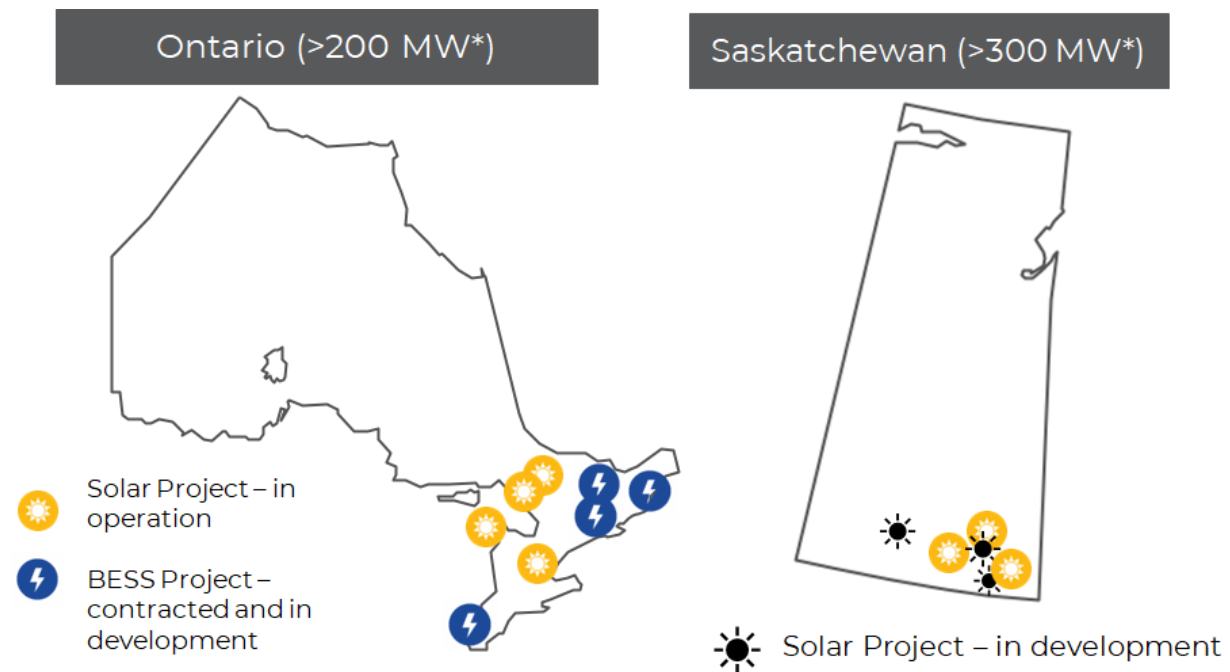 Ontario (>200 MW*)
Saskatchewan (>300 MW*)
Solar Project – in
operation
BESS Project –
contracted and in
development
Solar Project – in development